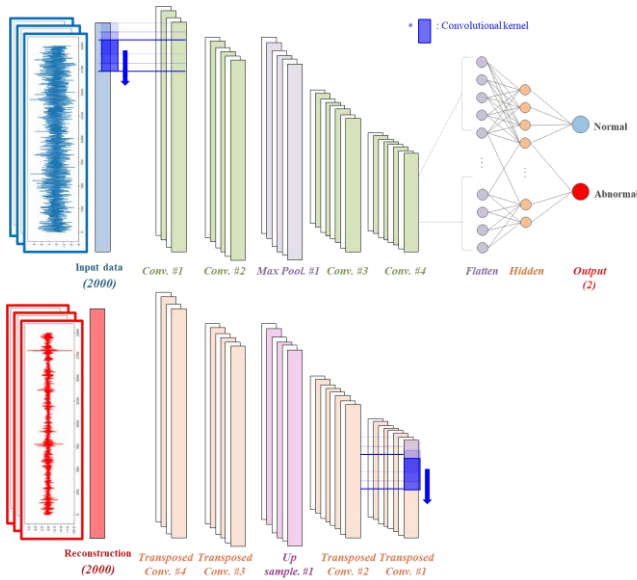 * : Convolutional kernel
Normal
Abnormal
Input data
(2000)
Conv. #1
Conv. #2
Max Pool. #1
Conv. #3
Conv. #4
Flatten
Hidden
Output
(2)
Reconstruction
(2000)
Transposed
Conv. #4
Transposed
Conv. #3
Up
sample. #1
Transposed
Conv. #2
Transposed
Conv. #1